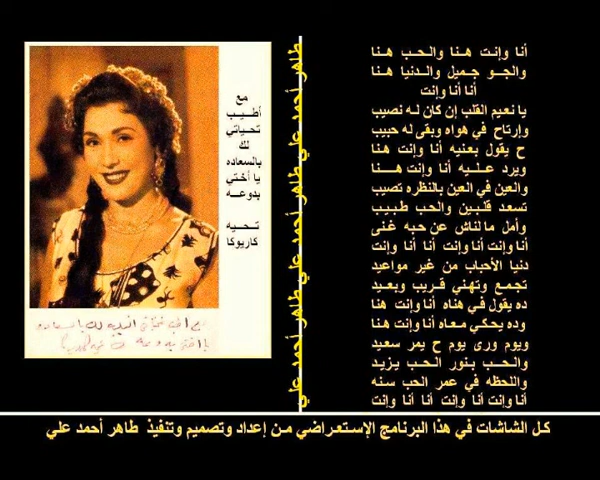 أنا وإنت هنا والحب هنا
والجو جميل والدنيا هنا
أنا أنا وإنت
يا نعيم القلب إن كان له نصيب
وإرتاح في هواه وبقى له حبيب
ح يقول بعنيه أنا وإنت هنا
ويرد عليه أنا وإنت هنا
والعين في العين بالنظره تصيب
تسعد قلبين والحب طبيب
وأمل ماللناش عن حبه غنى
أنا وإنت أنا وإنت أنا أنا وإنت
دنيا الأحباب من غير مواعيد
تجمع وتهني قريب وبعيد
ده يقول في هناه أنا وإنت هنا
وده يحكي معاه أنا وإنت هنا
ويوم ورى يوم ح يمر سعيد
والحب بنور الحب يزيد
واللحظه في عمر الحب سنه
أنا وإنت أنا وإنت أنا أنا وإنت
طاهر أحمد علي طاهر أحمد علي طاهر أحمد علي طاهر أحمد علي
مع
أطيب
تحياتي
لك
بالسعاده
يا أختي
بدوعه
تحيه
كاريوكا
لك بالسعاده
كل الشاشات في هذا البرنامج الإستعراضي من إعداد وتصميم وتنفيذ طاهر أحمد علي